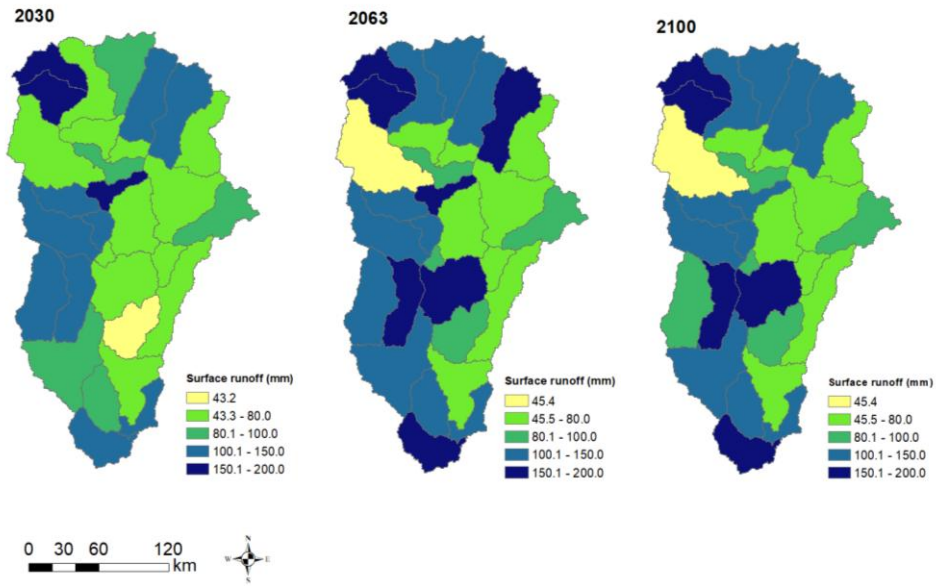 2030
2063
2100
Surface runoff (mm)
43.2
43.3 - 80.0
80.1 - 100.0
100.1 - 150.0
150.1 - 200.0
Surface runoff (mm)
45.4
45.5 - 80.0
80.1 - 100.0
100.1 - 150.0
150.1 - 200.0
Surface runoff (mm)
45.4
45.5 - 80.0
80.1 - 100.0
100.1 - 150.0
150.1 - 200.0
0 30 60 120
km
N
W E
S